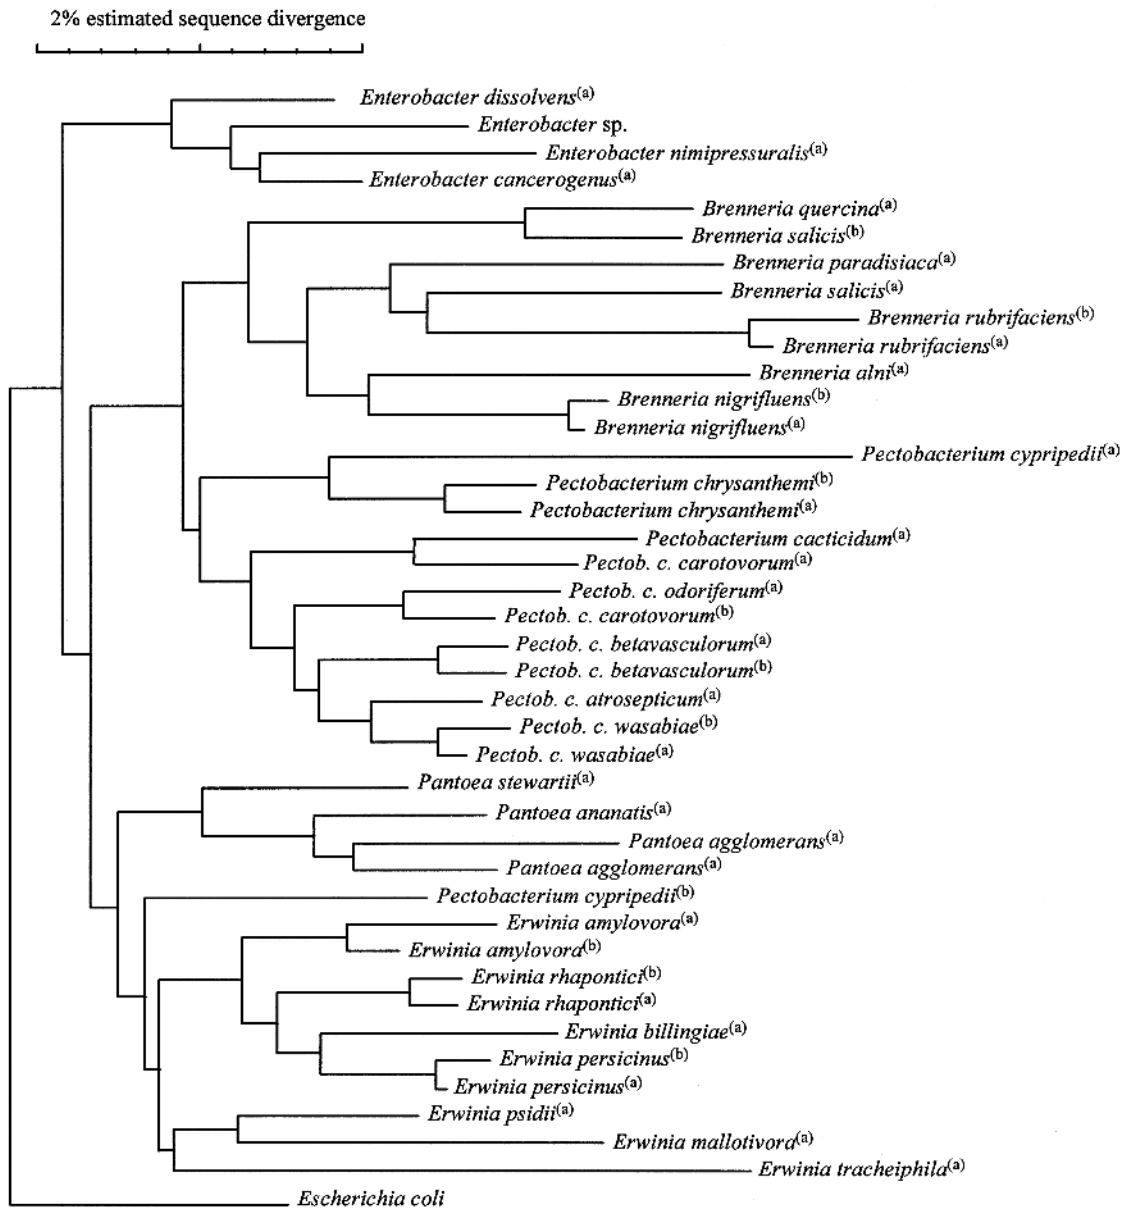 2% estimated sequence divergence
Enterobacter dissolvens(a)
Enterobacter sp.
Enterobacter nimipressuralis(a)
Enterobacter cancerogenus(a)
Brenneria quercina(a)
Brenneria salicis(b)
Brenneria paradisiaca(a)
Brenneria salicis(a)
Brenneria rubrifaciens(b)
Brenneria rubrifaciens(a)
Brenneria alni(a)
Brenneria nigrifluens(b)
Brenneria nigrifluens(a)
Pectobacterium cypripedii(a)
Pectobacterium chrysanthemi(b)
Pectobacterium chrysanthemi(a)
Pectobacterium cacticidum(a)
Pectob. c. carotovorum(a)
Pectob. c. odoriferum(a)
Pectob. c. carotovorum(b)
Pectob. c. betavasculorum(a)
Pectob. c. betavasculorum(b)
Pectob. c. atrosepticum(a)
Pectob. c. wasabiae(b)
Pectob. c. wasabiae(a)
Pantoea stewartii(a)
Pantoea ananatis(a)
Pantoea agglomerans(a)
Pantoea agglomerans(a)
Pectobacterium cypripedii(b)
Erwinia amylovora(a)
Erwinia amylovora(b)
Erwinia rhapontici(b)
Erwinia rhapontici(a)
Erwinia billingiae(a)
Erwinia persicinus(b)
Erwinia persicinus(a)
Erwinia psidii(a)
Erwinia mallotivora(a)
Erwinia tracheiphila(a)
Escherichia coli